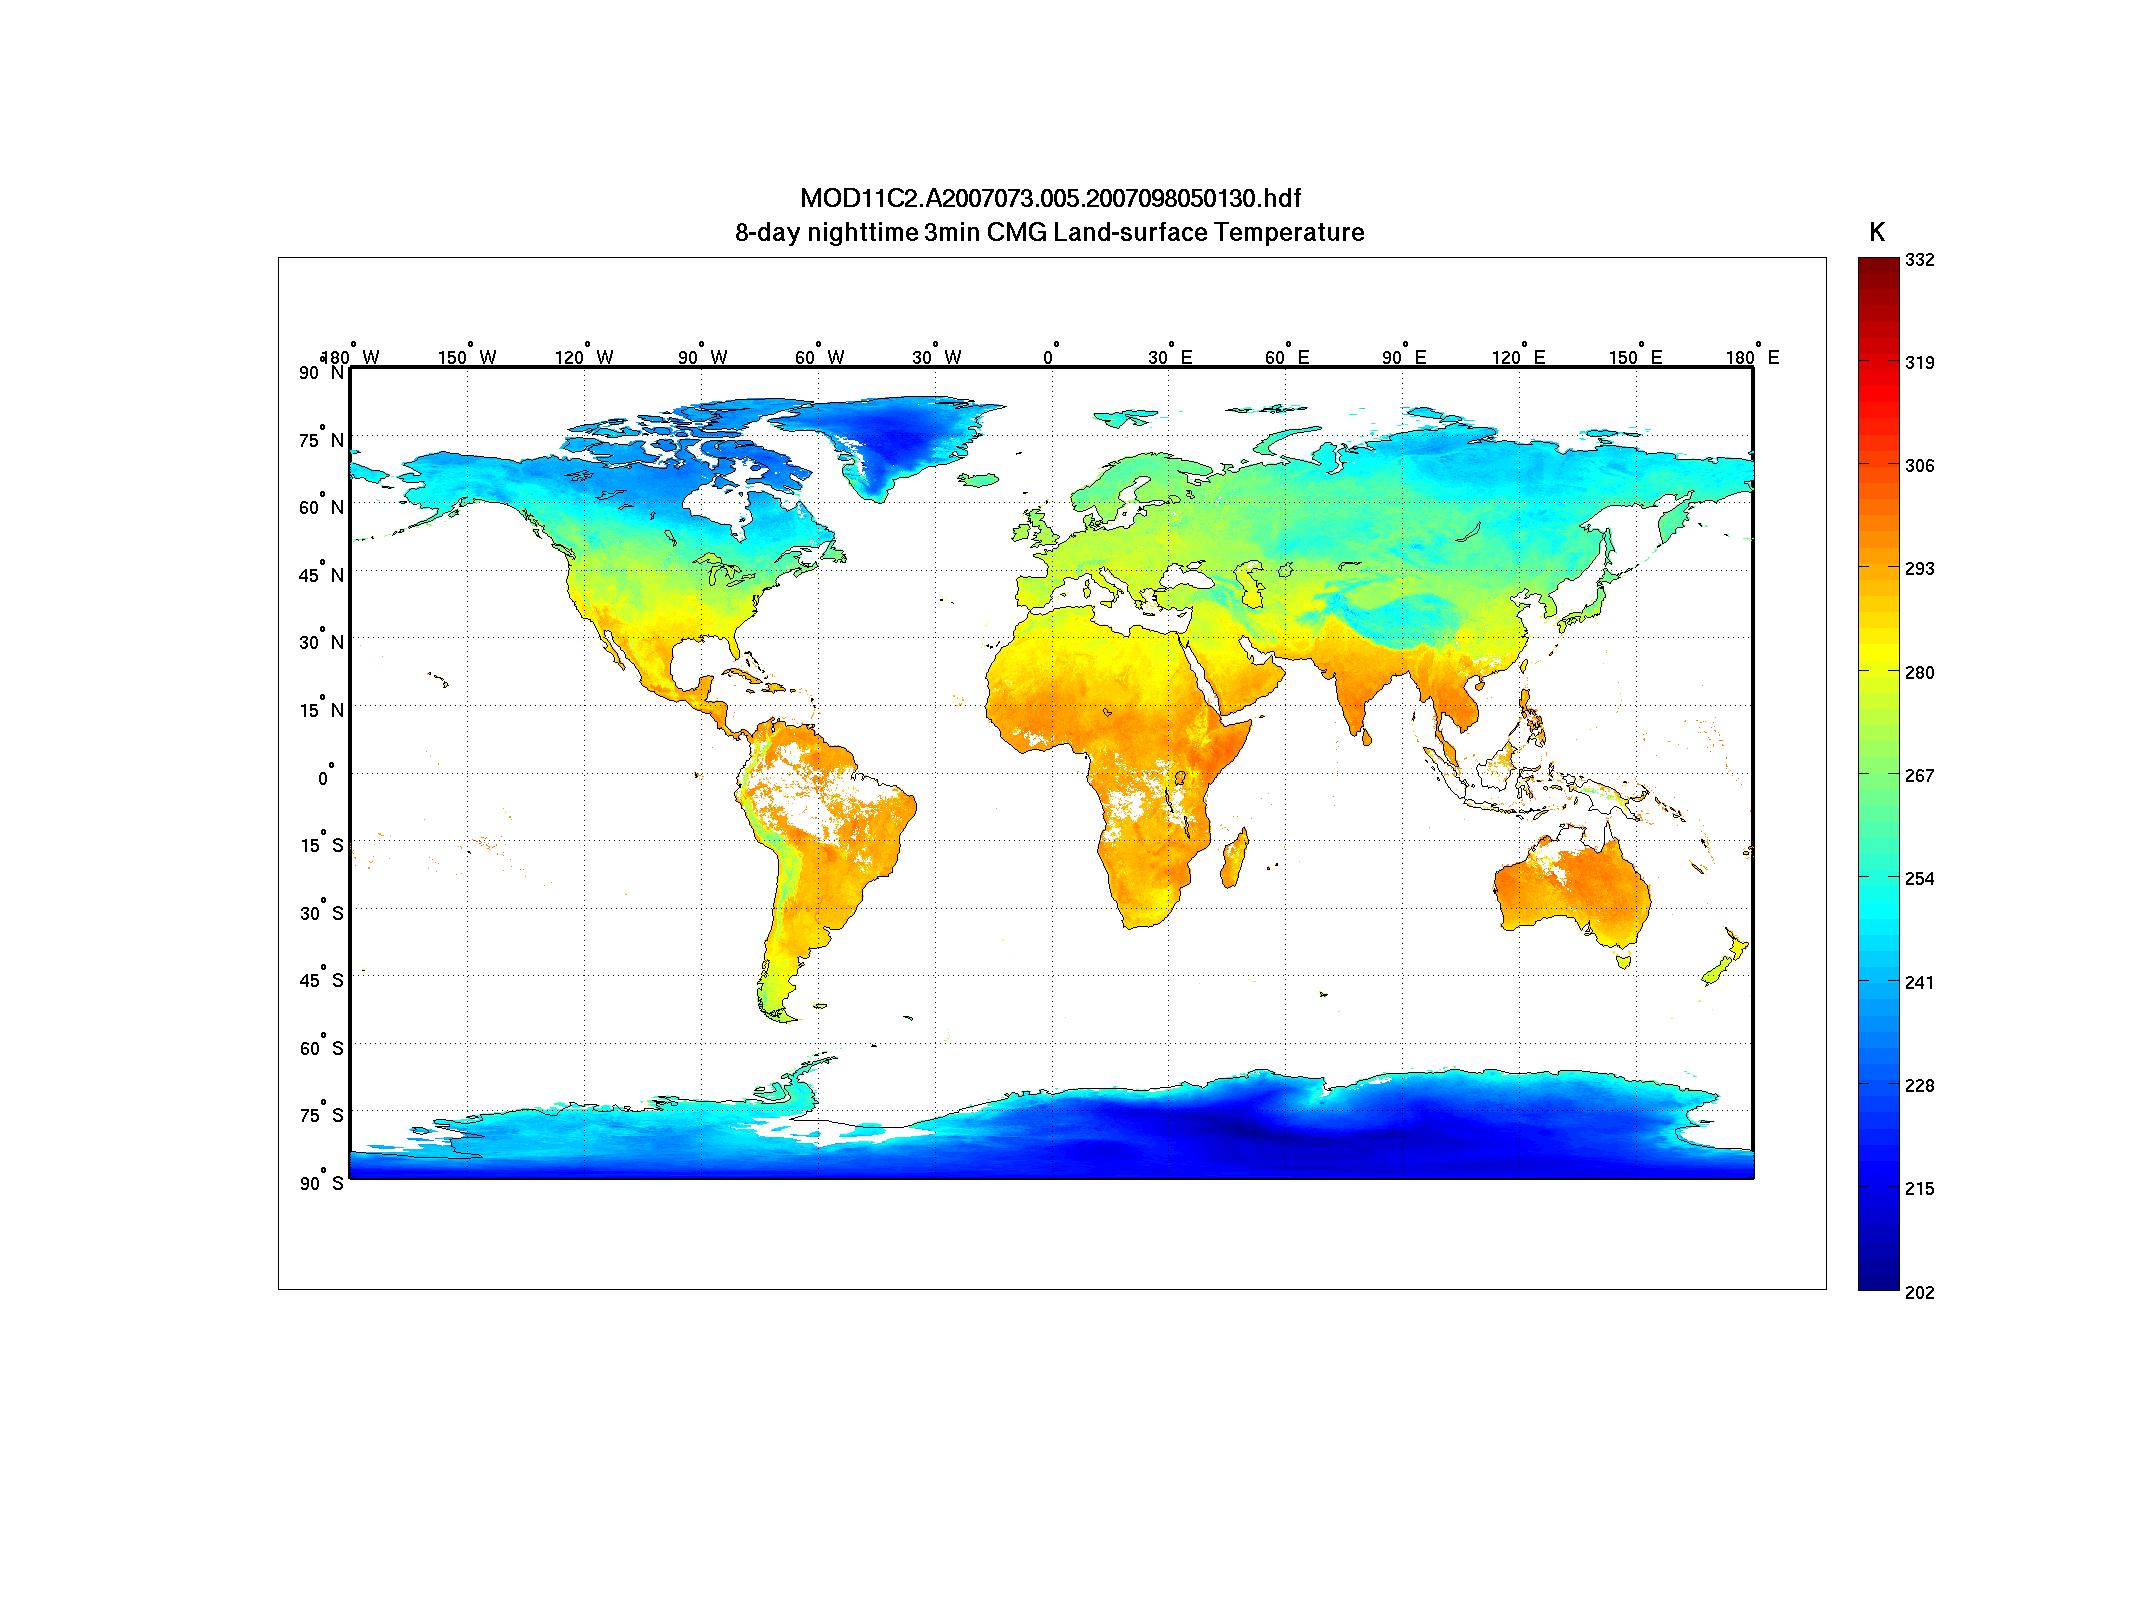 MOD11C2.A2007073.005.2007098050130.hdf
8-day nighttime 3min CMG Land-surface Temperature
K
180° W 150° W 120° W 90° W 60° W 30° W 0° 30° E 60° E 90° E 120° E 150° E 180° E
90° N
75° N
60° N
45° N
30° N
15° N
0°
15° S
30° S
45° S
60° S
75° S
90° S
332
319
306
293
280
267
254
241
228
215
202